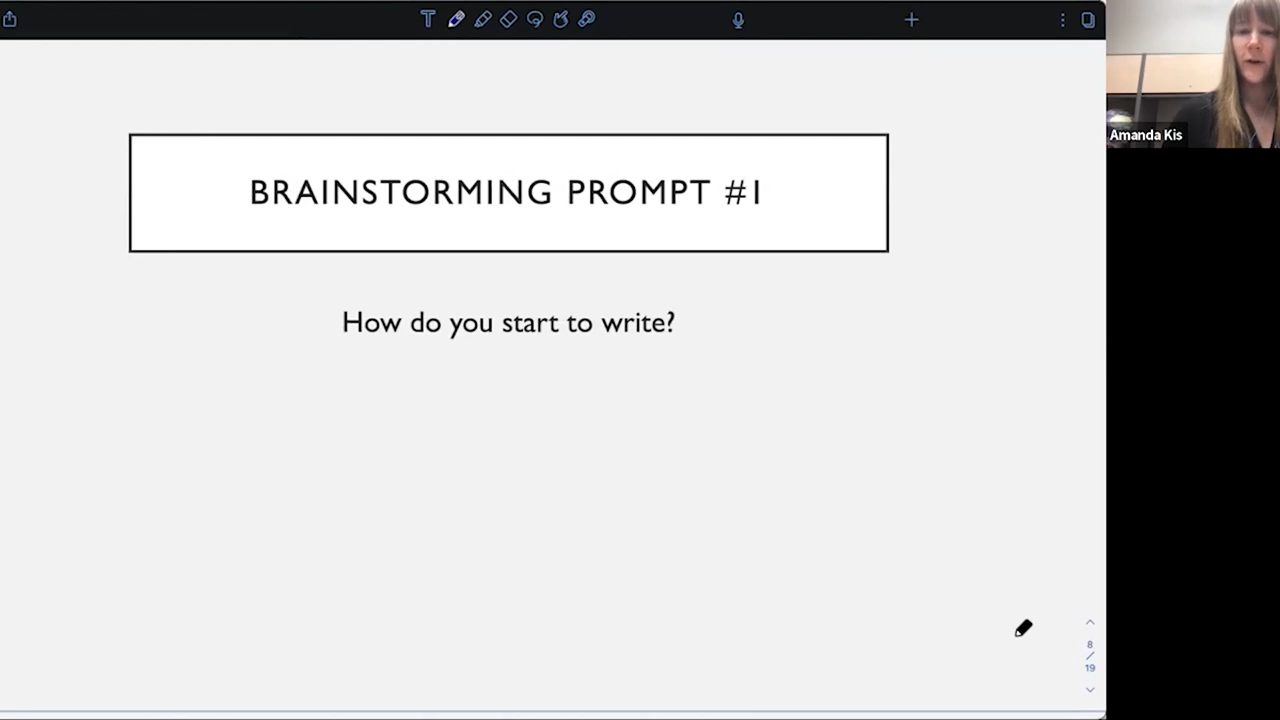 Amanda Kis
BRAINSTORMING PROMPT #1
How do you start to write?
8
/
19